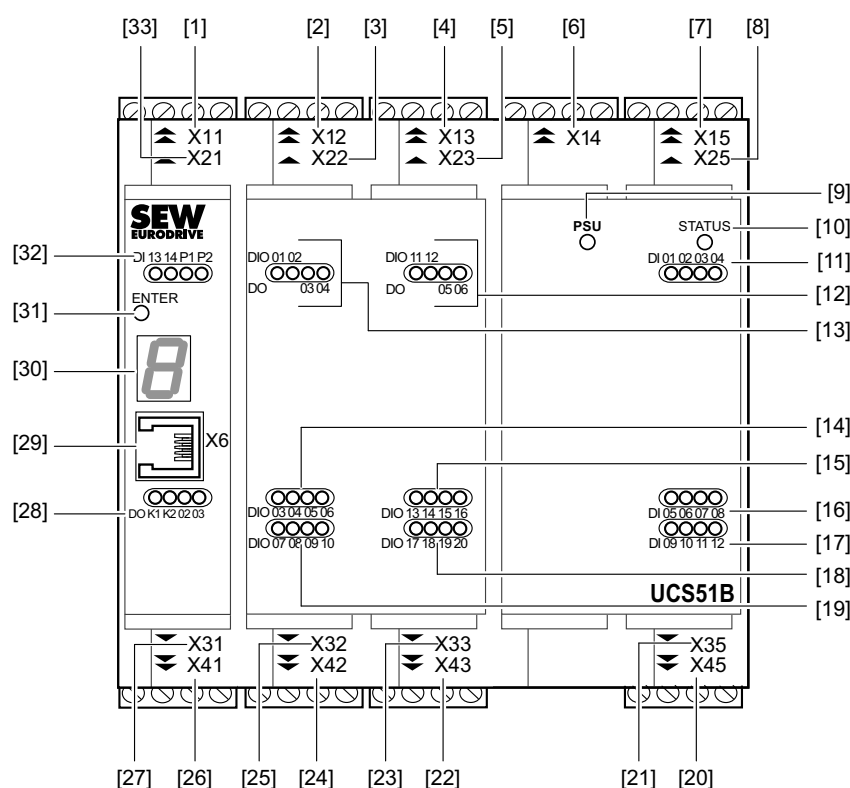 [33] [1] [2] [3] [4] [5] [6] [7] [8]
X11 X12 X13 X14 X15
X21 X22 X23 X25
[9]
SEW
EURODRIVE
PSU STATUS [10]
[32] DI 13 14 P1 P2 DIO 01 02 DIO 11 12 DI 01 02 03 04 [11]
DO 03 04 DO 05 06 [12]
[31] ENTER
[13]
[30] 8
[29] X6 [14]
[15]
[28] DO K1 K2 02 03 DIO 03 04 05 06 DIO 13 14 15 16 DI 05 06 07 08 [16]
DIO 07 08 09 10 DIO 17 18 19 20 DI 09 10 11 12 [17]
[18]
UCS51B
[19]
X31 X32 X33 X35
X41 X42 X43 X45
[27] [26] [25] [24] [23] [22] [21] [20]